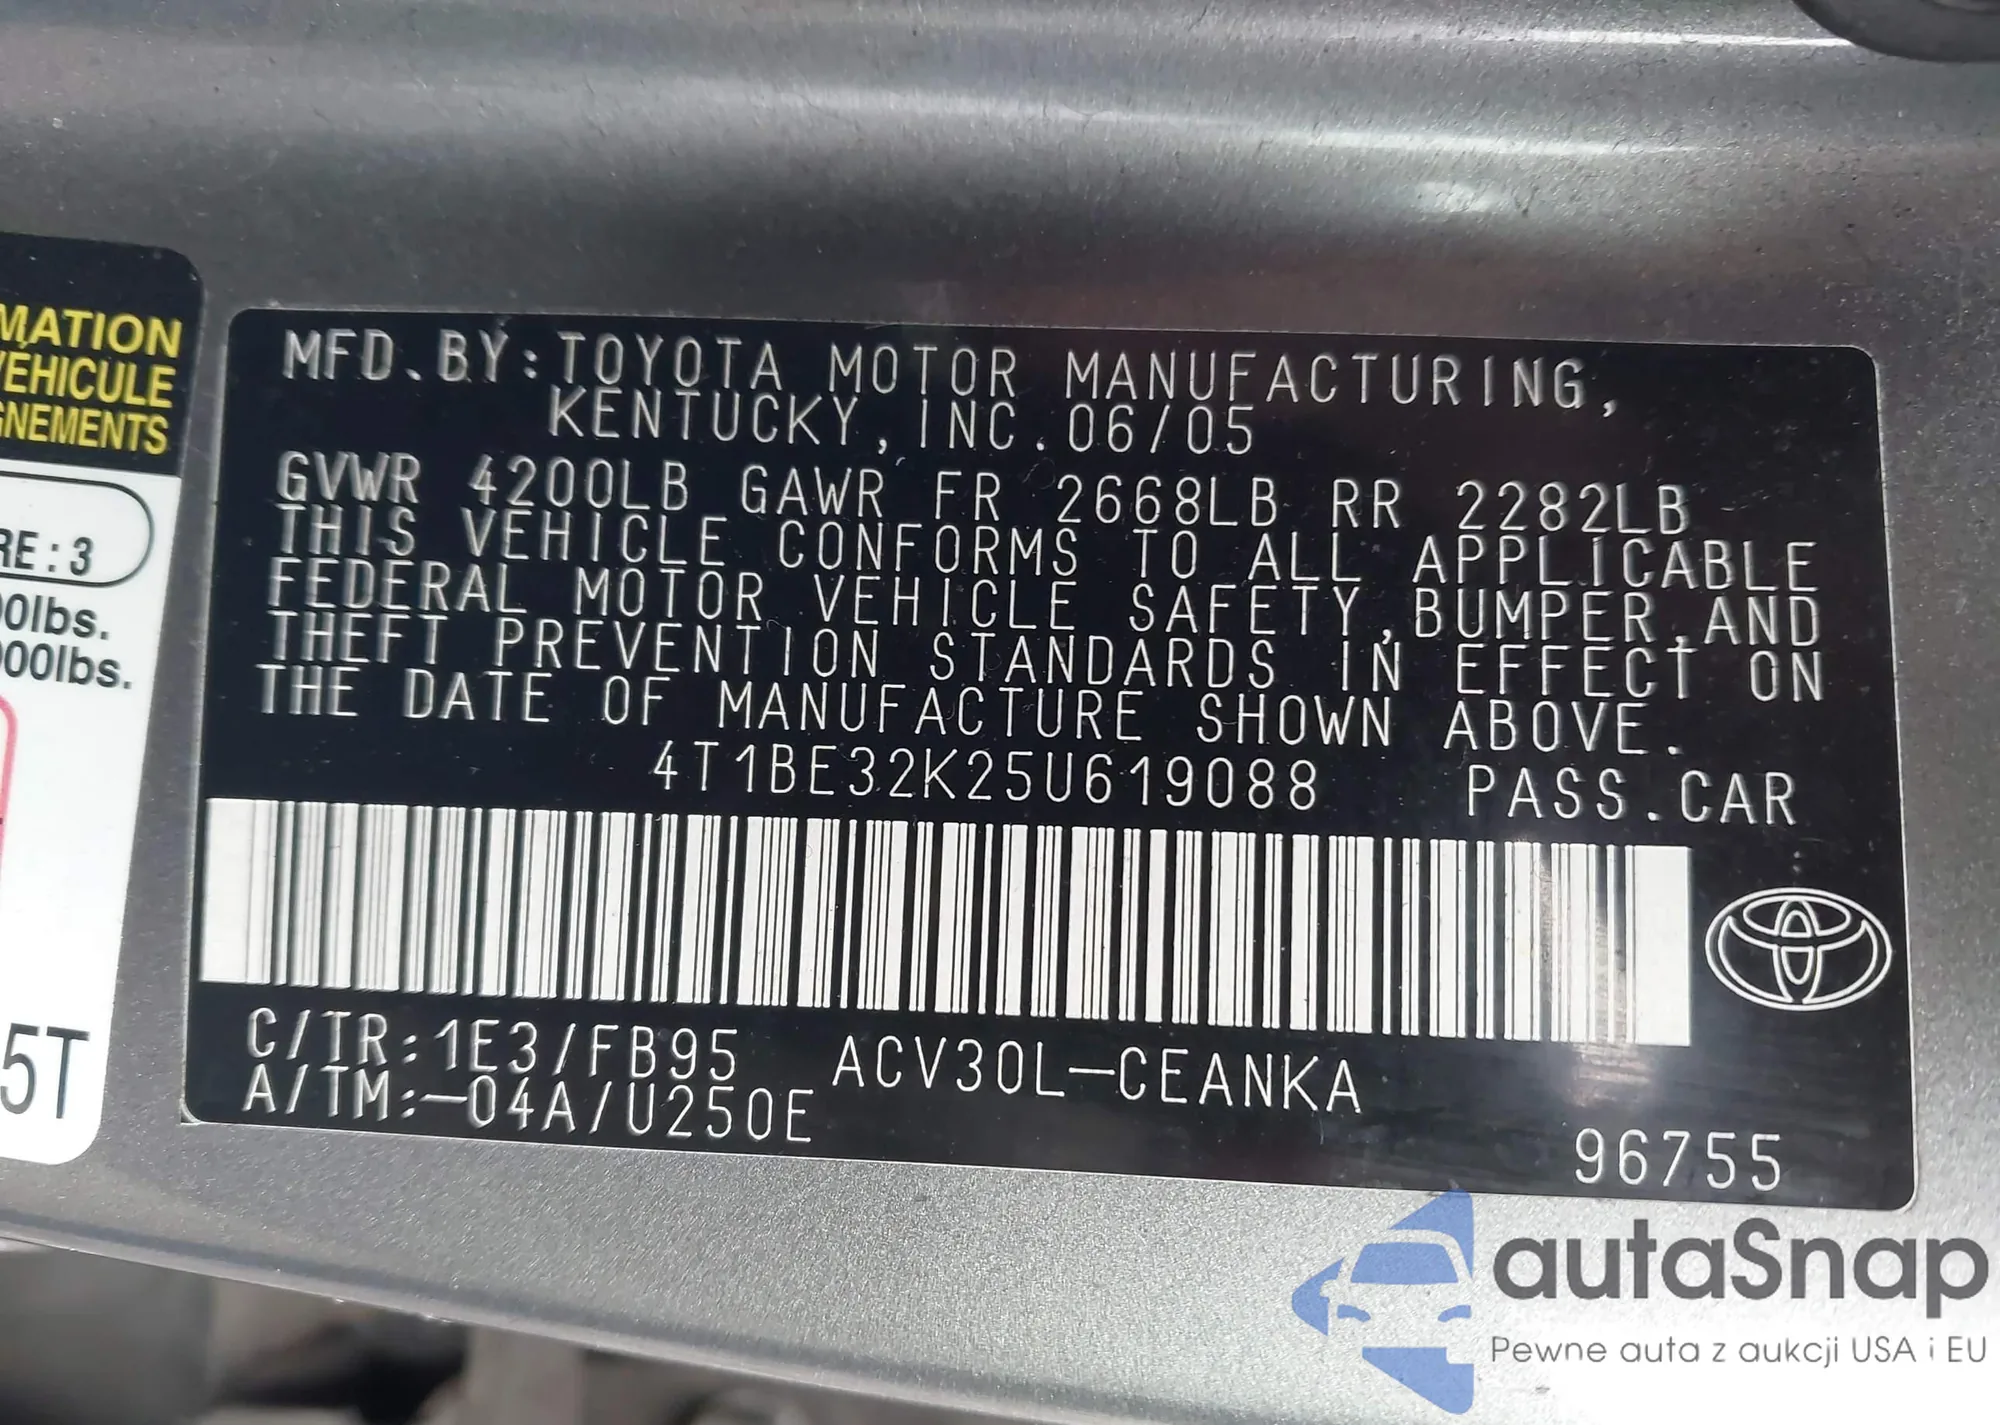 MATION
VÉHICULE
GNEMENTS
RE : 3
00lbs.
000lbs.
5T
MFD.BY:TOYOTA MOTOR MANUFACTURING,
KENTUCKY,INC.06/05
GVWR 4200LB GAWR FR 2668LB RR 2282LB
THIS VEHICLE CONFORMS TO ALL APPLICABLE
FEDERAL MOTOR VEHICLE SAFETY,BUMPER,AND
THEFT PREVENTION STANDARDS IN EFFECT ON
THE DATE OF MANUFACTURE SHOWN ABOVE.
4T1BE32K25U619088 PASS.CAR
C/TR:1E3/FB95 ACV30L-CEANKA
A/TM:-04A/U250E
96755
autaSnap
Pewne auta z aukcji USA i EU